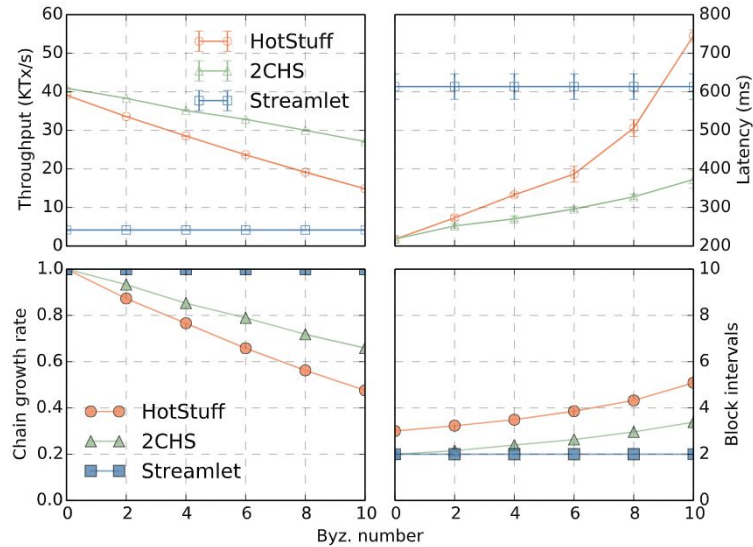 60
50
40
30
20
10
0
Throughput (KTx/s)
HotStuff
2CHS
Streamlet
800
700
600
500
400
300
200
Latency (ms)
1.0
0.8
0.6
0.4
0.2
0.0
Chain growth rate
HotStuff
2CHS
Streamlet
0 2 4 6 8 10
10
8
6
4
2
0
Block intervals
0 2 4 6 8 10
Byz. number